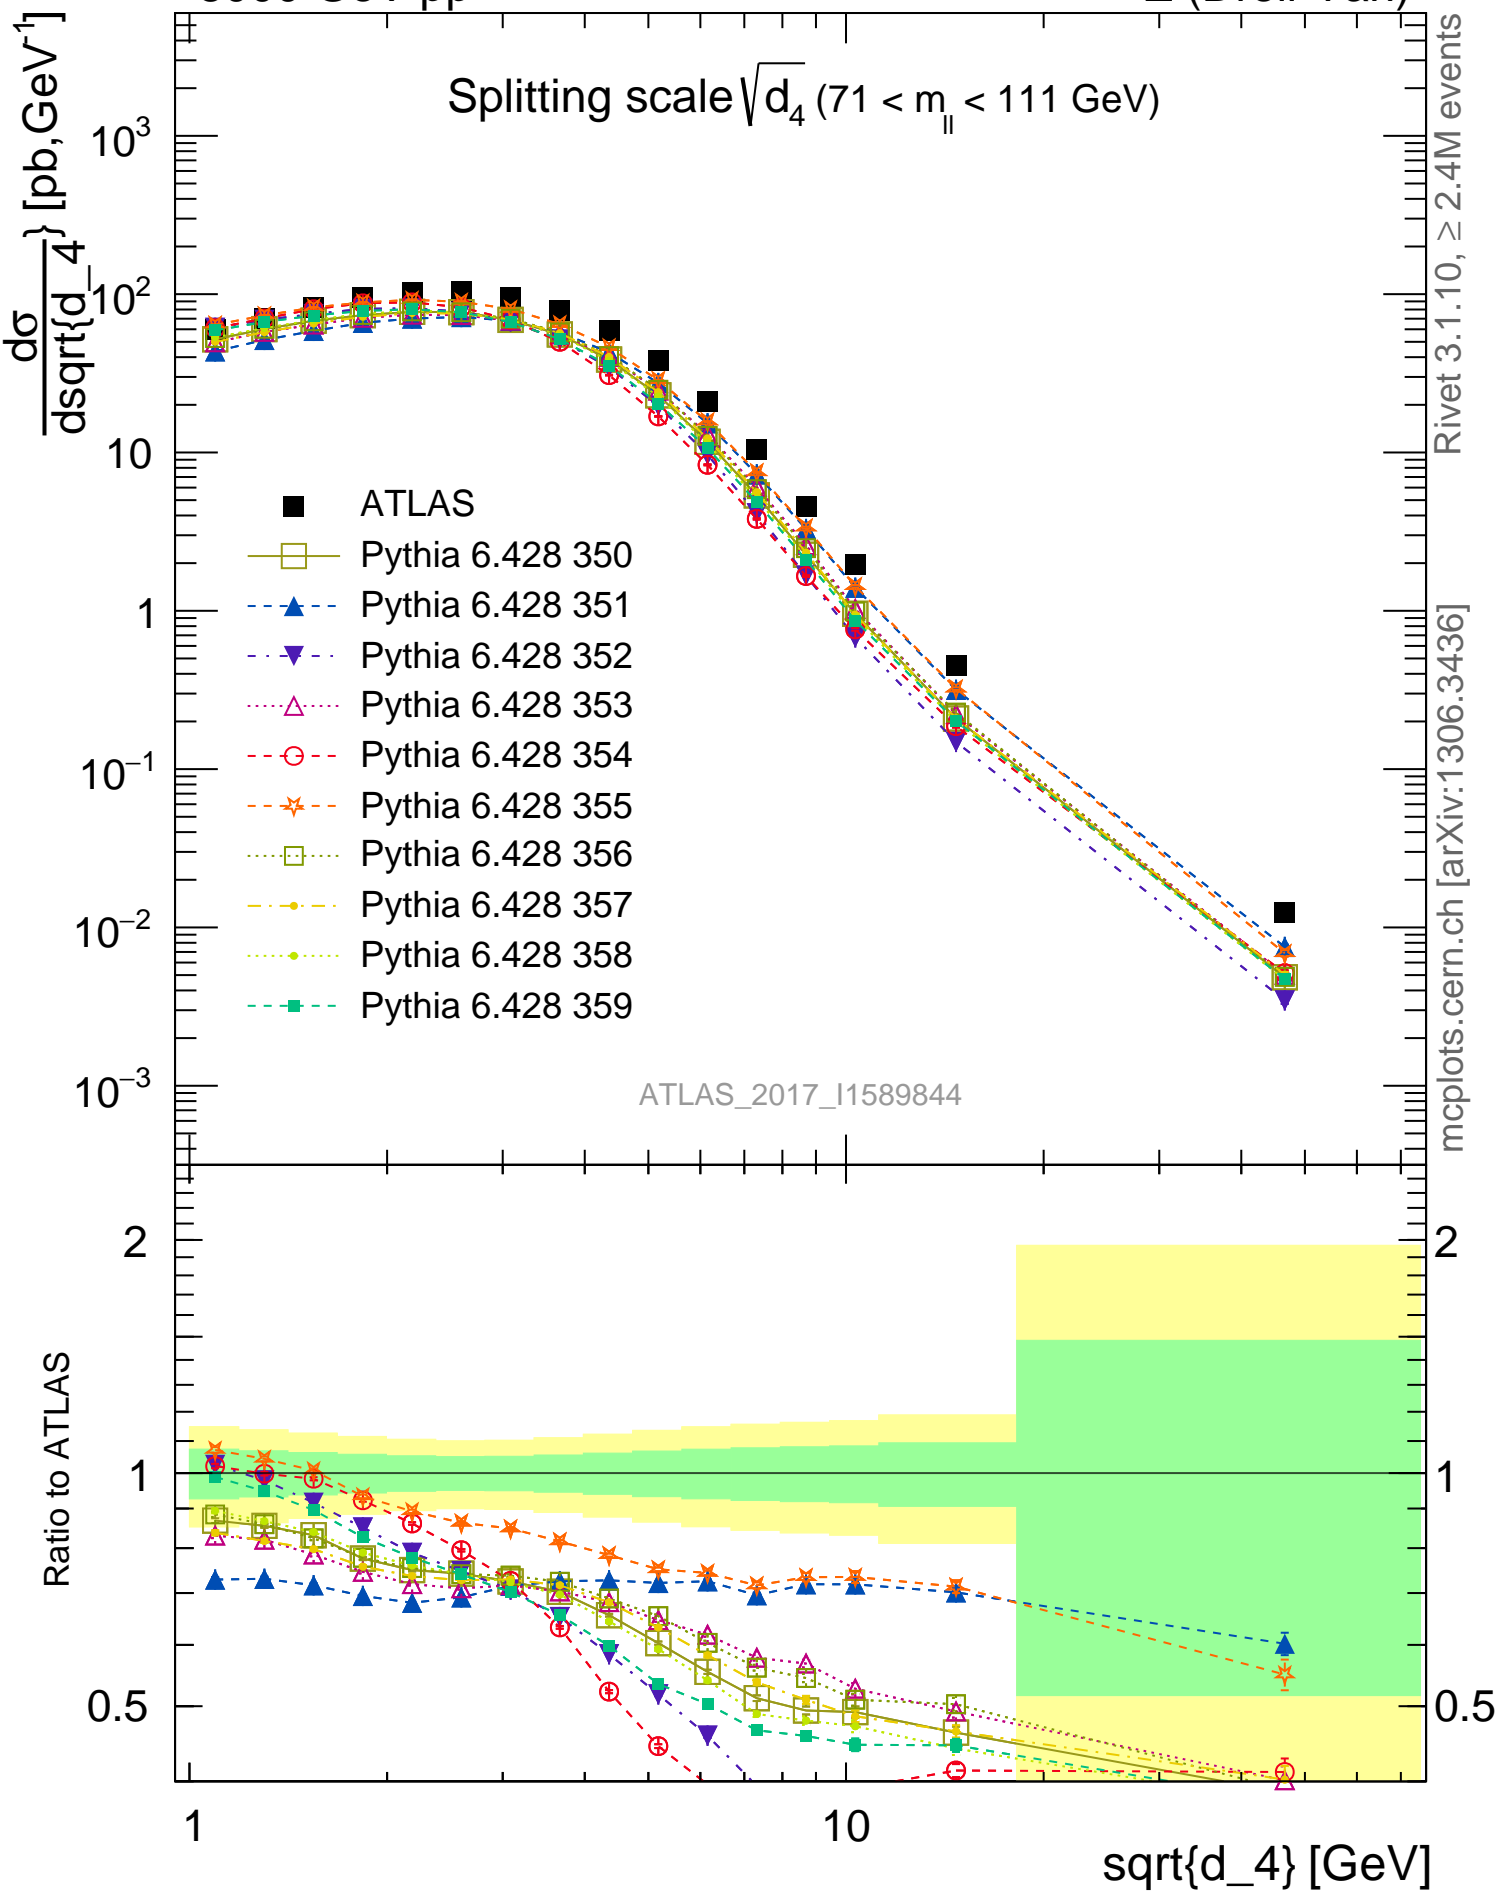 Splitting scale √d4 (71 < mll < 111 GeV)
dσ
dsqrt{d_4} [pb,GeV-1]
10^3
10^2
10
1
10^−1
10^−2
10^−3
ATLAS
Pythia 6.428 350
Pythia 6.428 351
Pythia 6.428 352
Pythia 6.428 353
Pythia 6.428 354
Pythia 6.428 355
Pythia 6.428 356
Pythia 6.428 357
Pythia 6.428 358
Pythia 6.428 359
ATLAS_2017_I1589844
Rivet 3.1.10, ≥ 2.4M events
mcplots.cern.ch [arXiv:1306.3436]
Ratio to ATLAS
2
1
0.5
2
1
0.5
1
10
sqrt{d_4} [GeV]